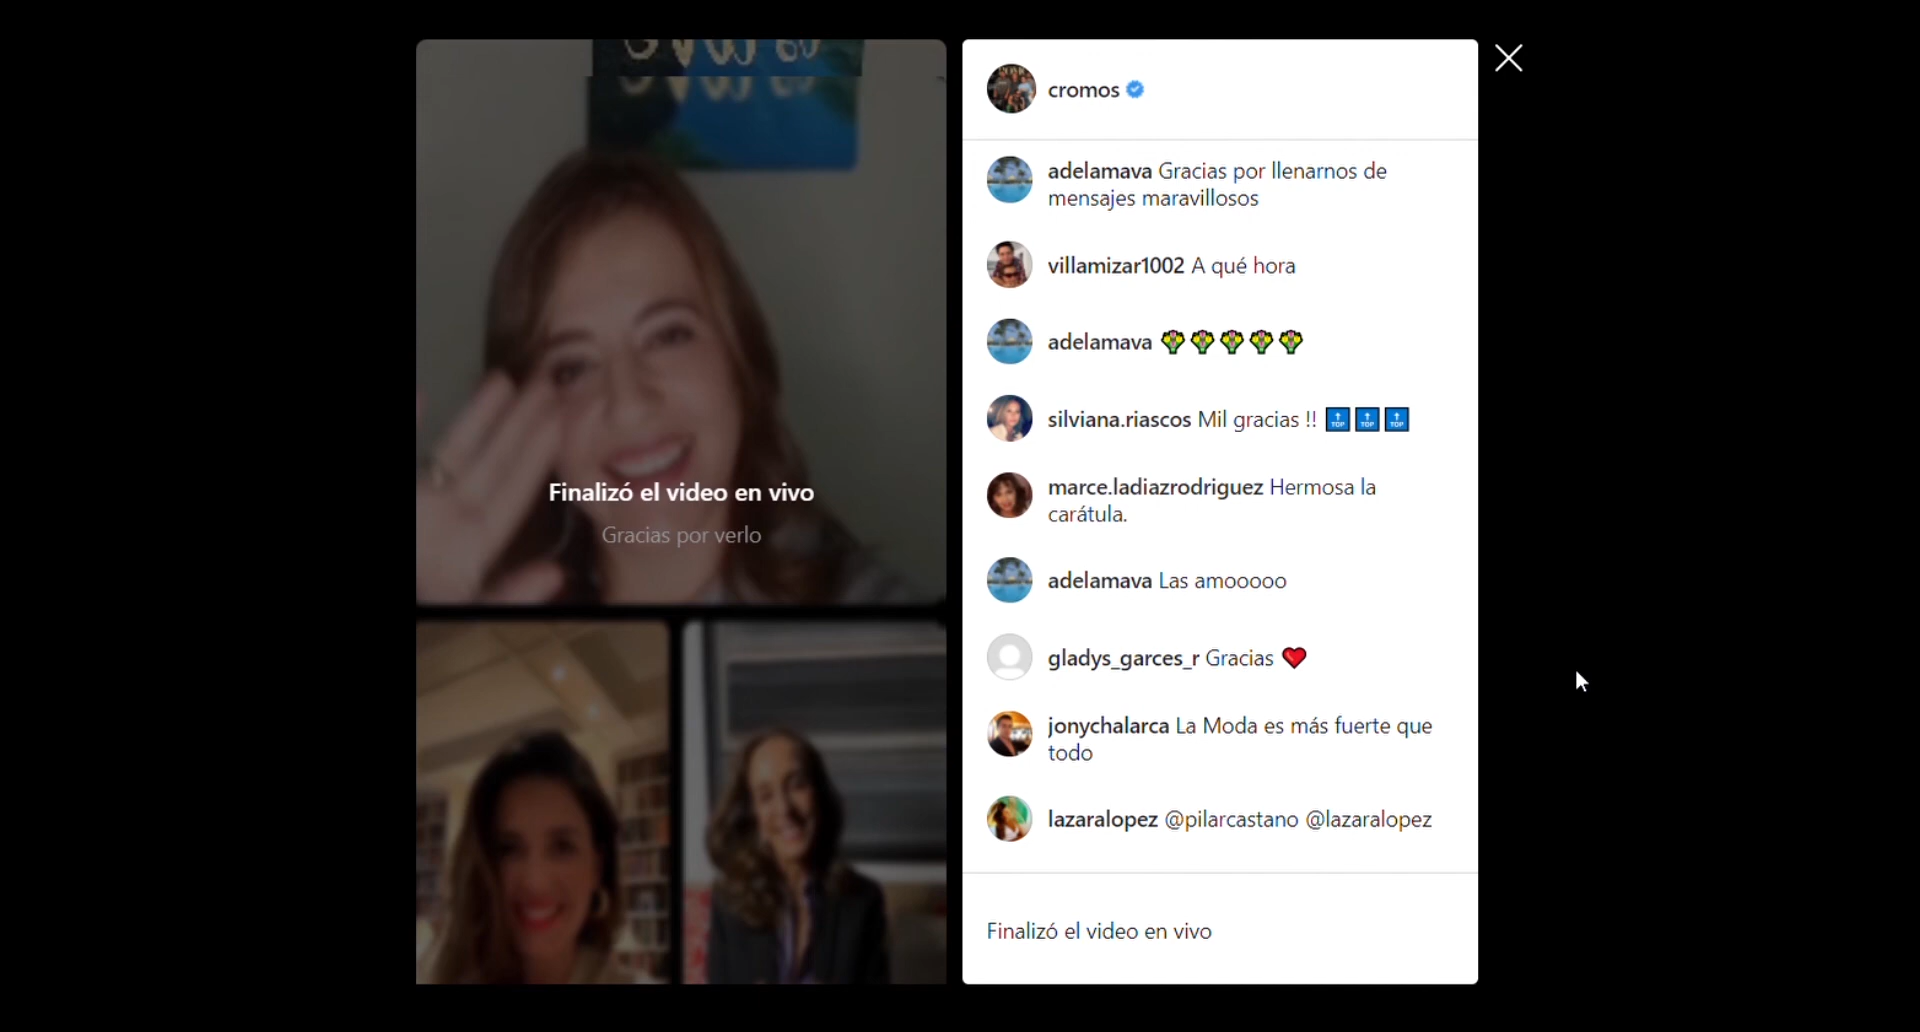 Finalizó el video en vivo
Gracias por verlo
cromos
adelamava Gracias por llenarnos de
mensajes maravillosos
villamizar1002 A qué hora
adelamava 💐💐💐💐💐
silviana.riascos Mil gracias !! 🔝🔝🔝
marce.ladiazrodriguez Hermosa la
carátula.
adelamava Las amooooo
gladys_garces_r Gracias ❤️
jonychalarca La Moda es más fuerte que
todo
lazaralopez @pilarcastano @lazaralopez
Finalizó el video en vivo